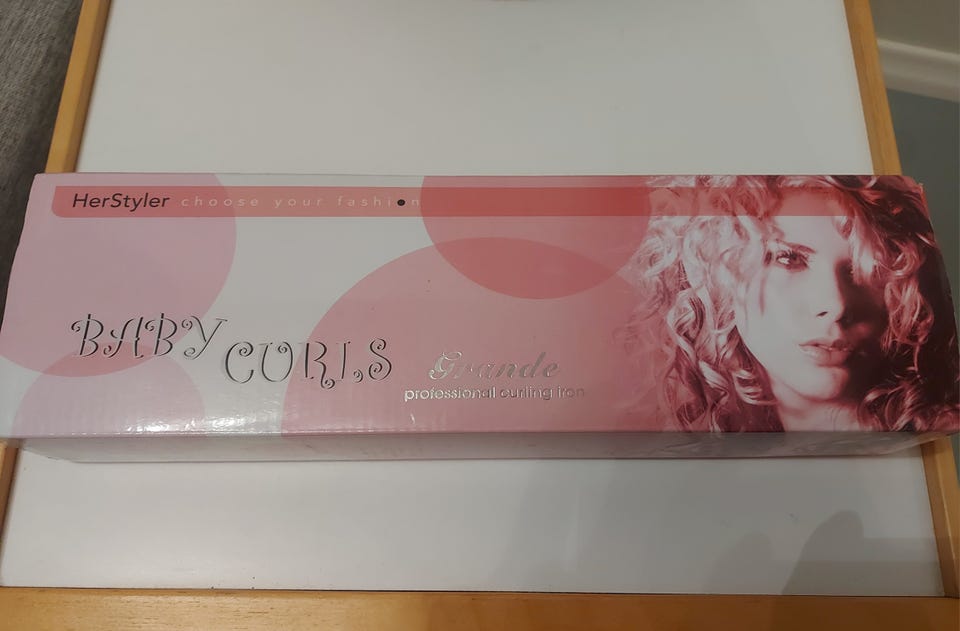 HerStyler choose your fashion
BABY CURLS
Grande
professional curling iron